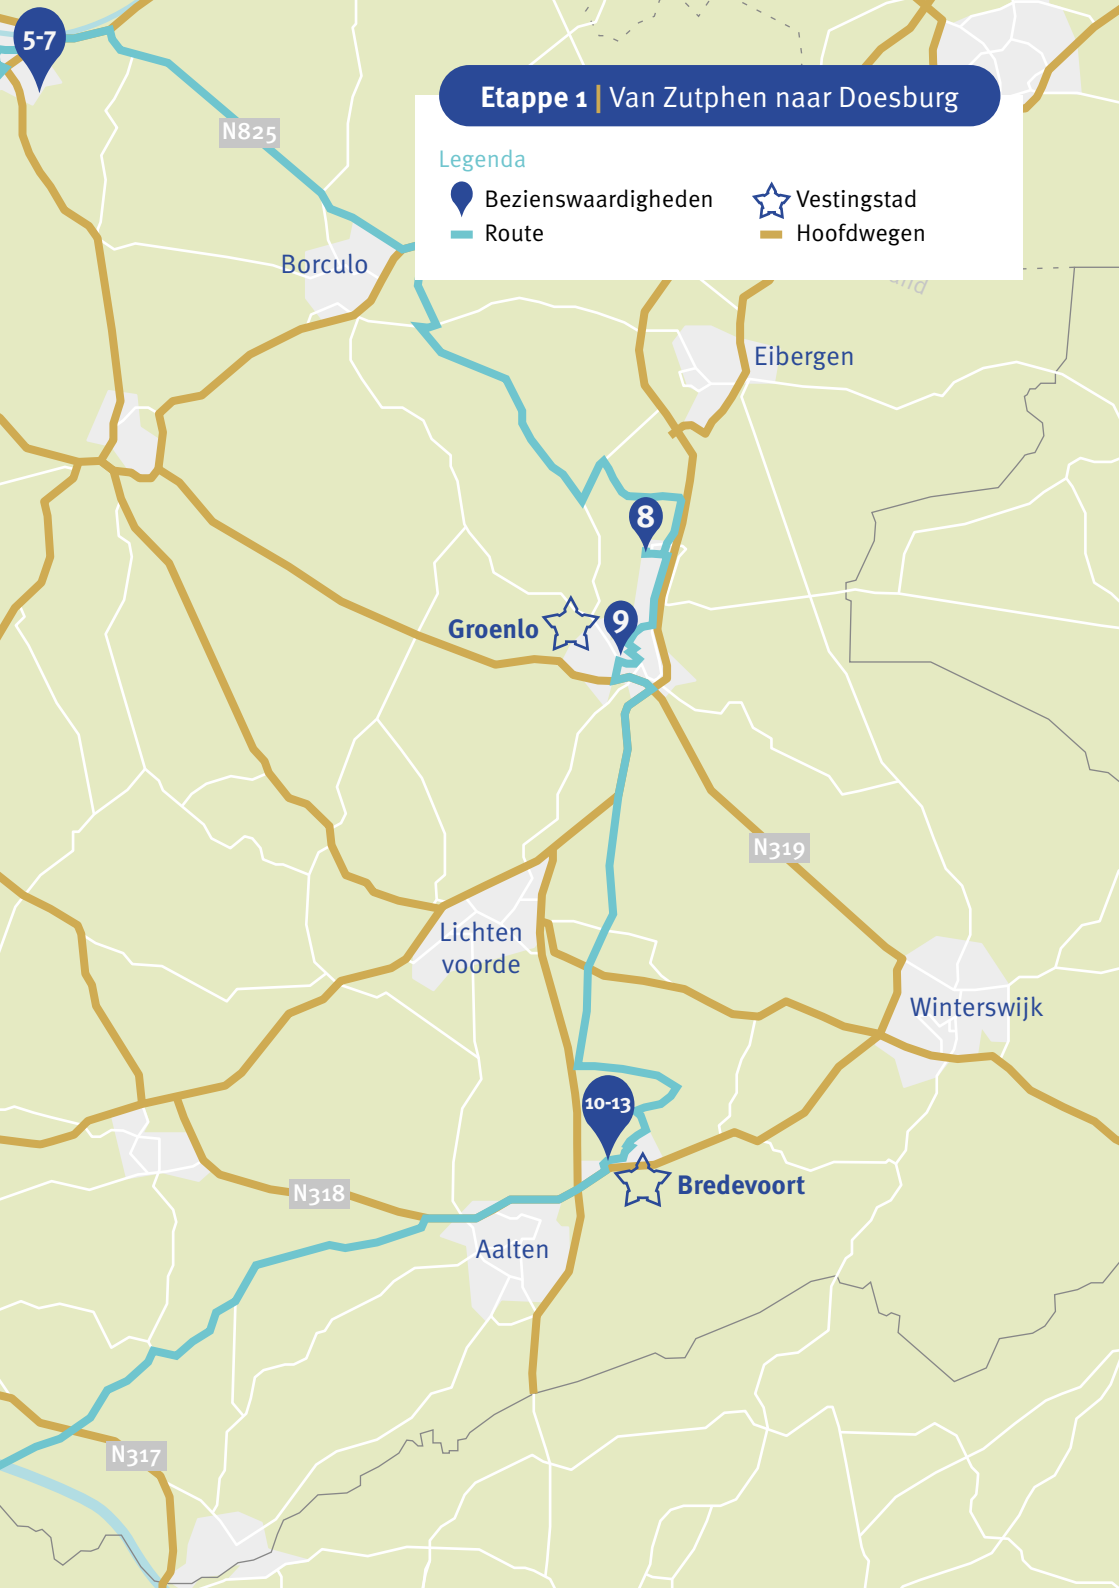 5-7
Etappe 1 | Van Zutphen naar Doesburg
N825
Legenda
Bezienswaardigheden
Vestingstad
Route
Hoofdwegen
Borculo
Eibergen
8
9
Groenlo
N319
Lichten
voorde
Winterswijk
10-13
Bredevoort
N318
Aalten
N317